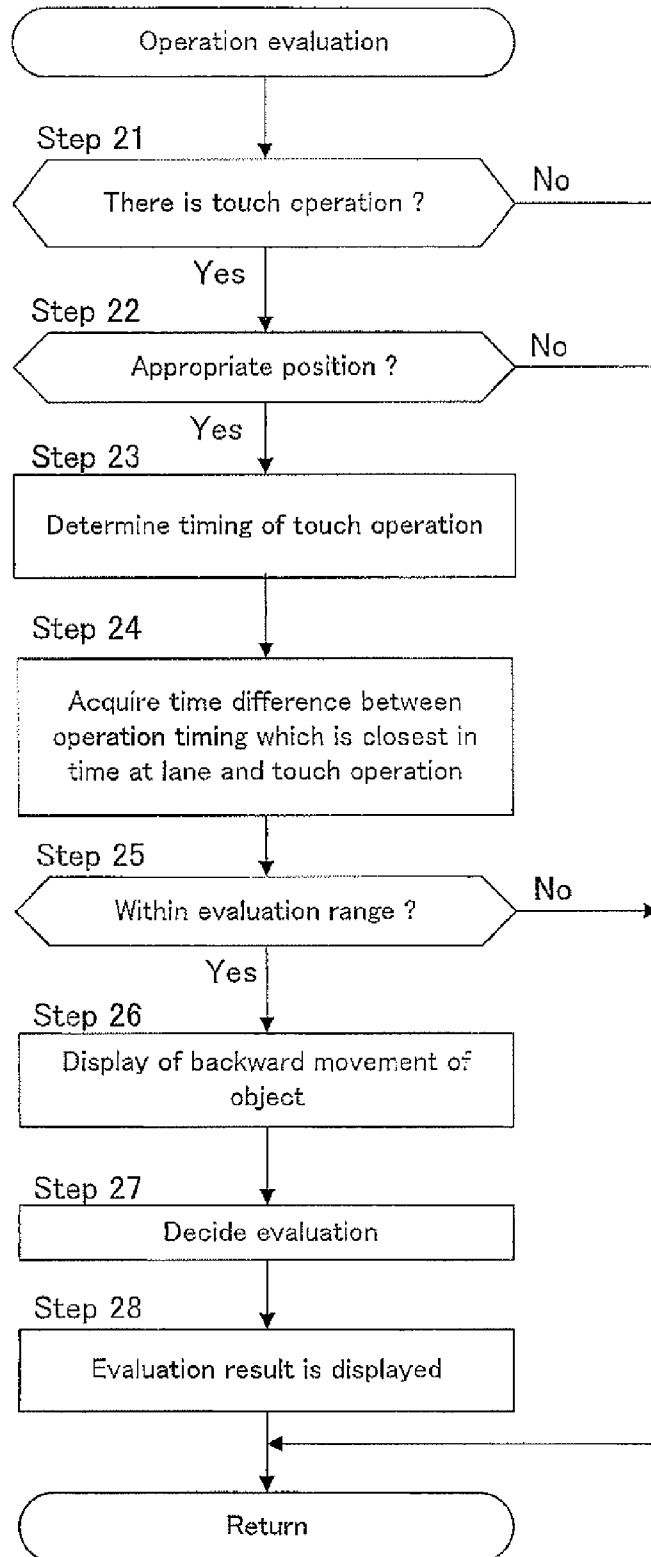 Operation evaluation
Step 21
There is touch operation ?
No
Yes
Step 22
Appropriate position ?
No
Yes
Step 23
Determine timing of touch operation
Step 24
Acquire time difference between
operation timing which is closest in
time at lane and touch operation
Step 25
Within evaluation range ?
No
Yes
Step 26
Display of backward movement of
object
Step 27
Decide evaluation
Step 28
Evaluation result is displayed
Return